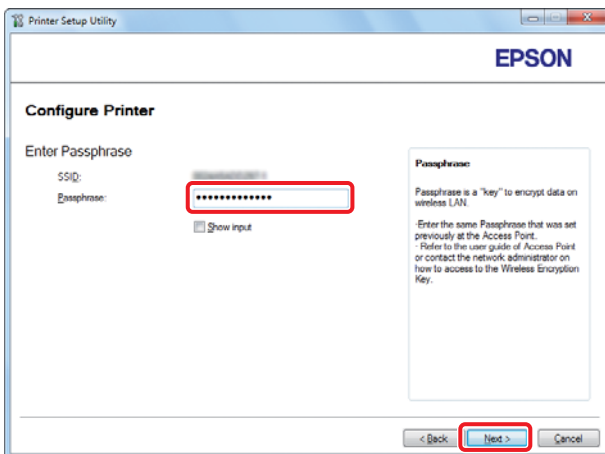 Printer Setup Utility
EPSON
Configure Printer
Enter Passphrase
SSID:
Passphrase: •••••••••••••
Show input
Passphrase
Passphrase is a "key" to encrypt data on
wireless LAN.
·Enter the same Passphrase that was set
previously at the Access Point.
· Refer to the user guide of Access Point
or contact the network administrator on
how to access to the Wireless Encryption
Key.
< Back Next > Cancel